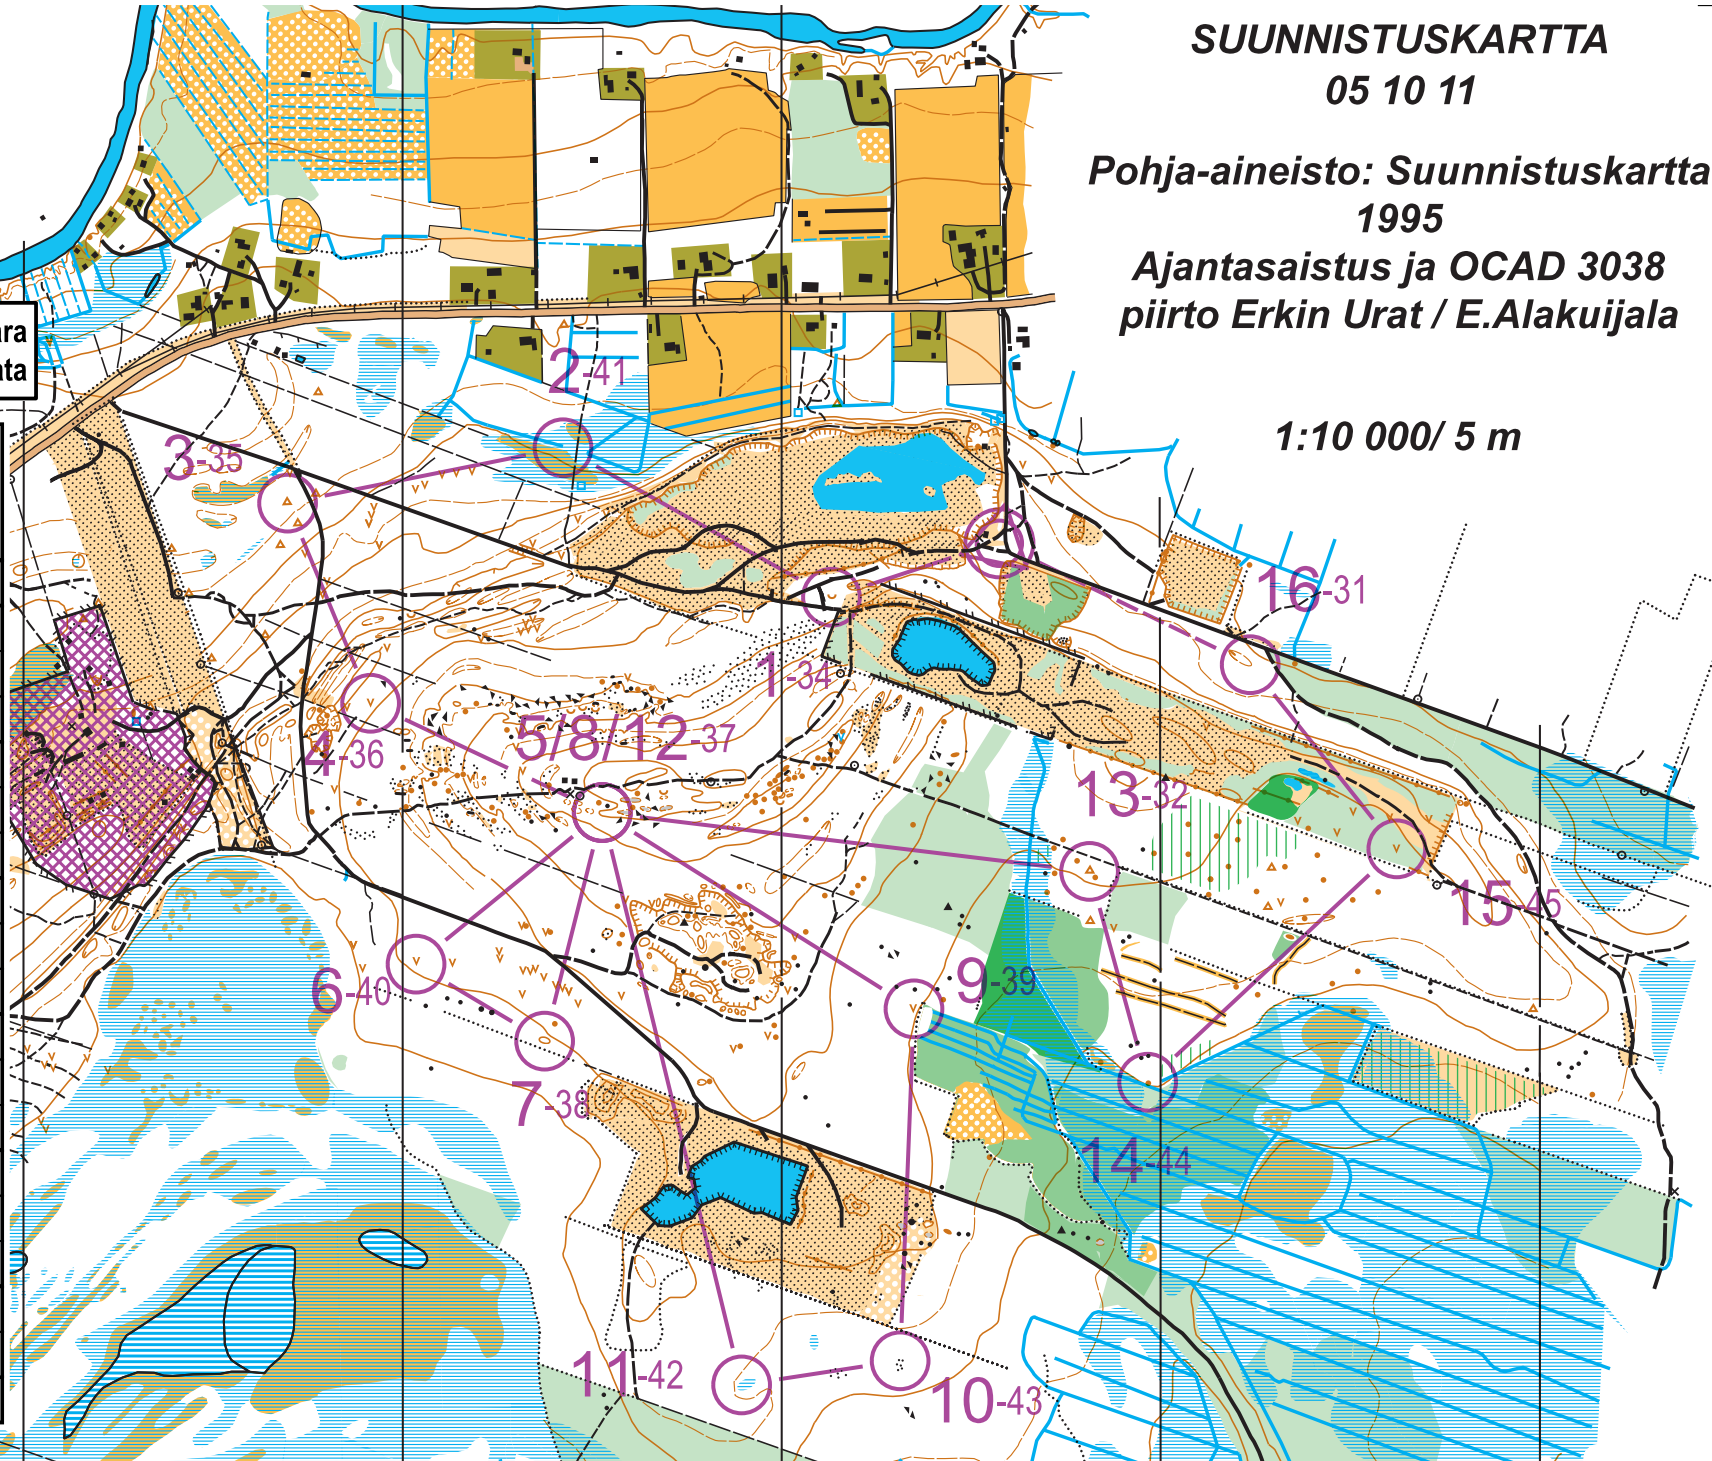 SUUNNISTUSKARTTA
05 10 11
Pohja-aineisto: Suunnistuskartta
1995
Ajantasaistus ja OCAD 3038
piirto Erkin Urat / E.Alakuijala
1:10 000/ 5 m
2-41
3-35
16-31
1-34
5/8/12-37
4-36
13-32
15-45
9-39
6-40
7-38
14-44
11-42
10-43